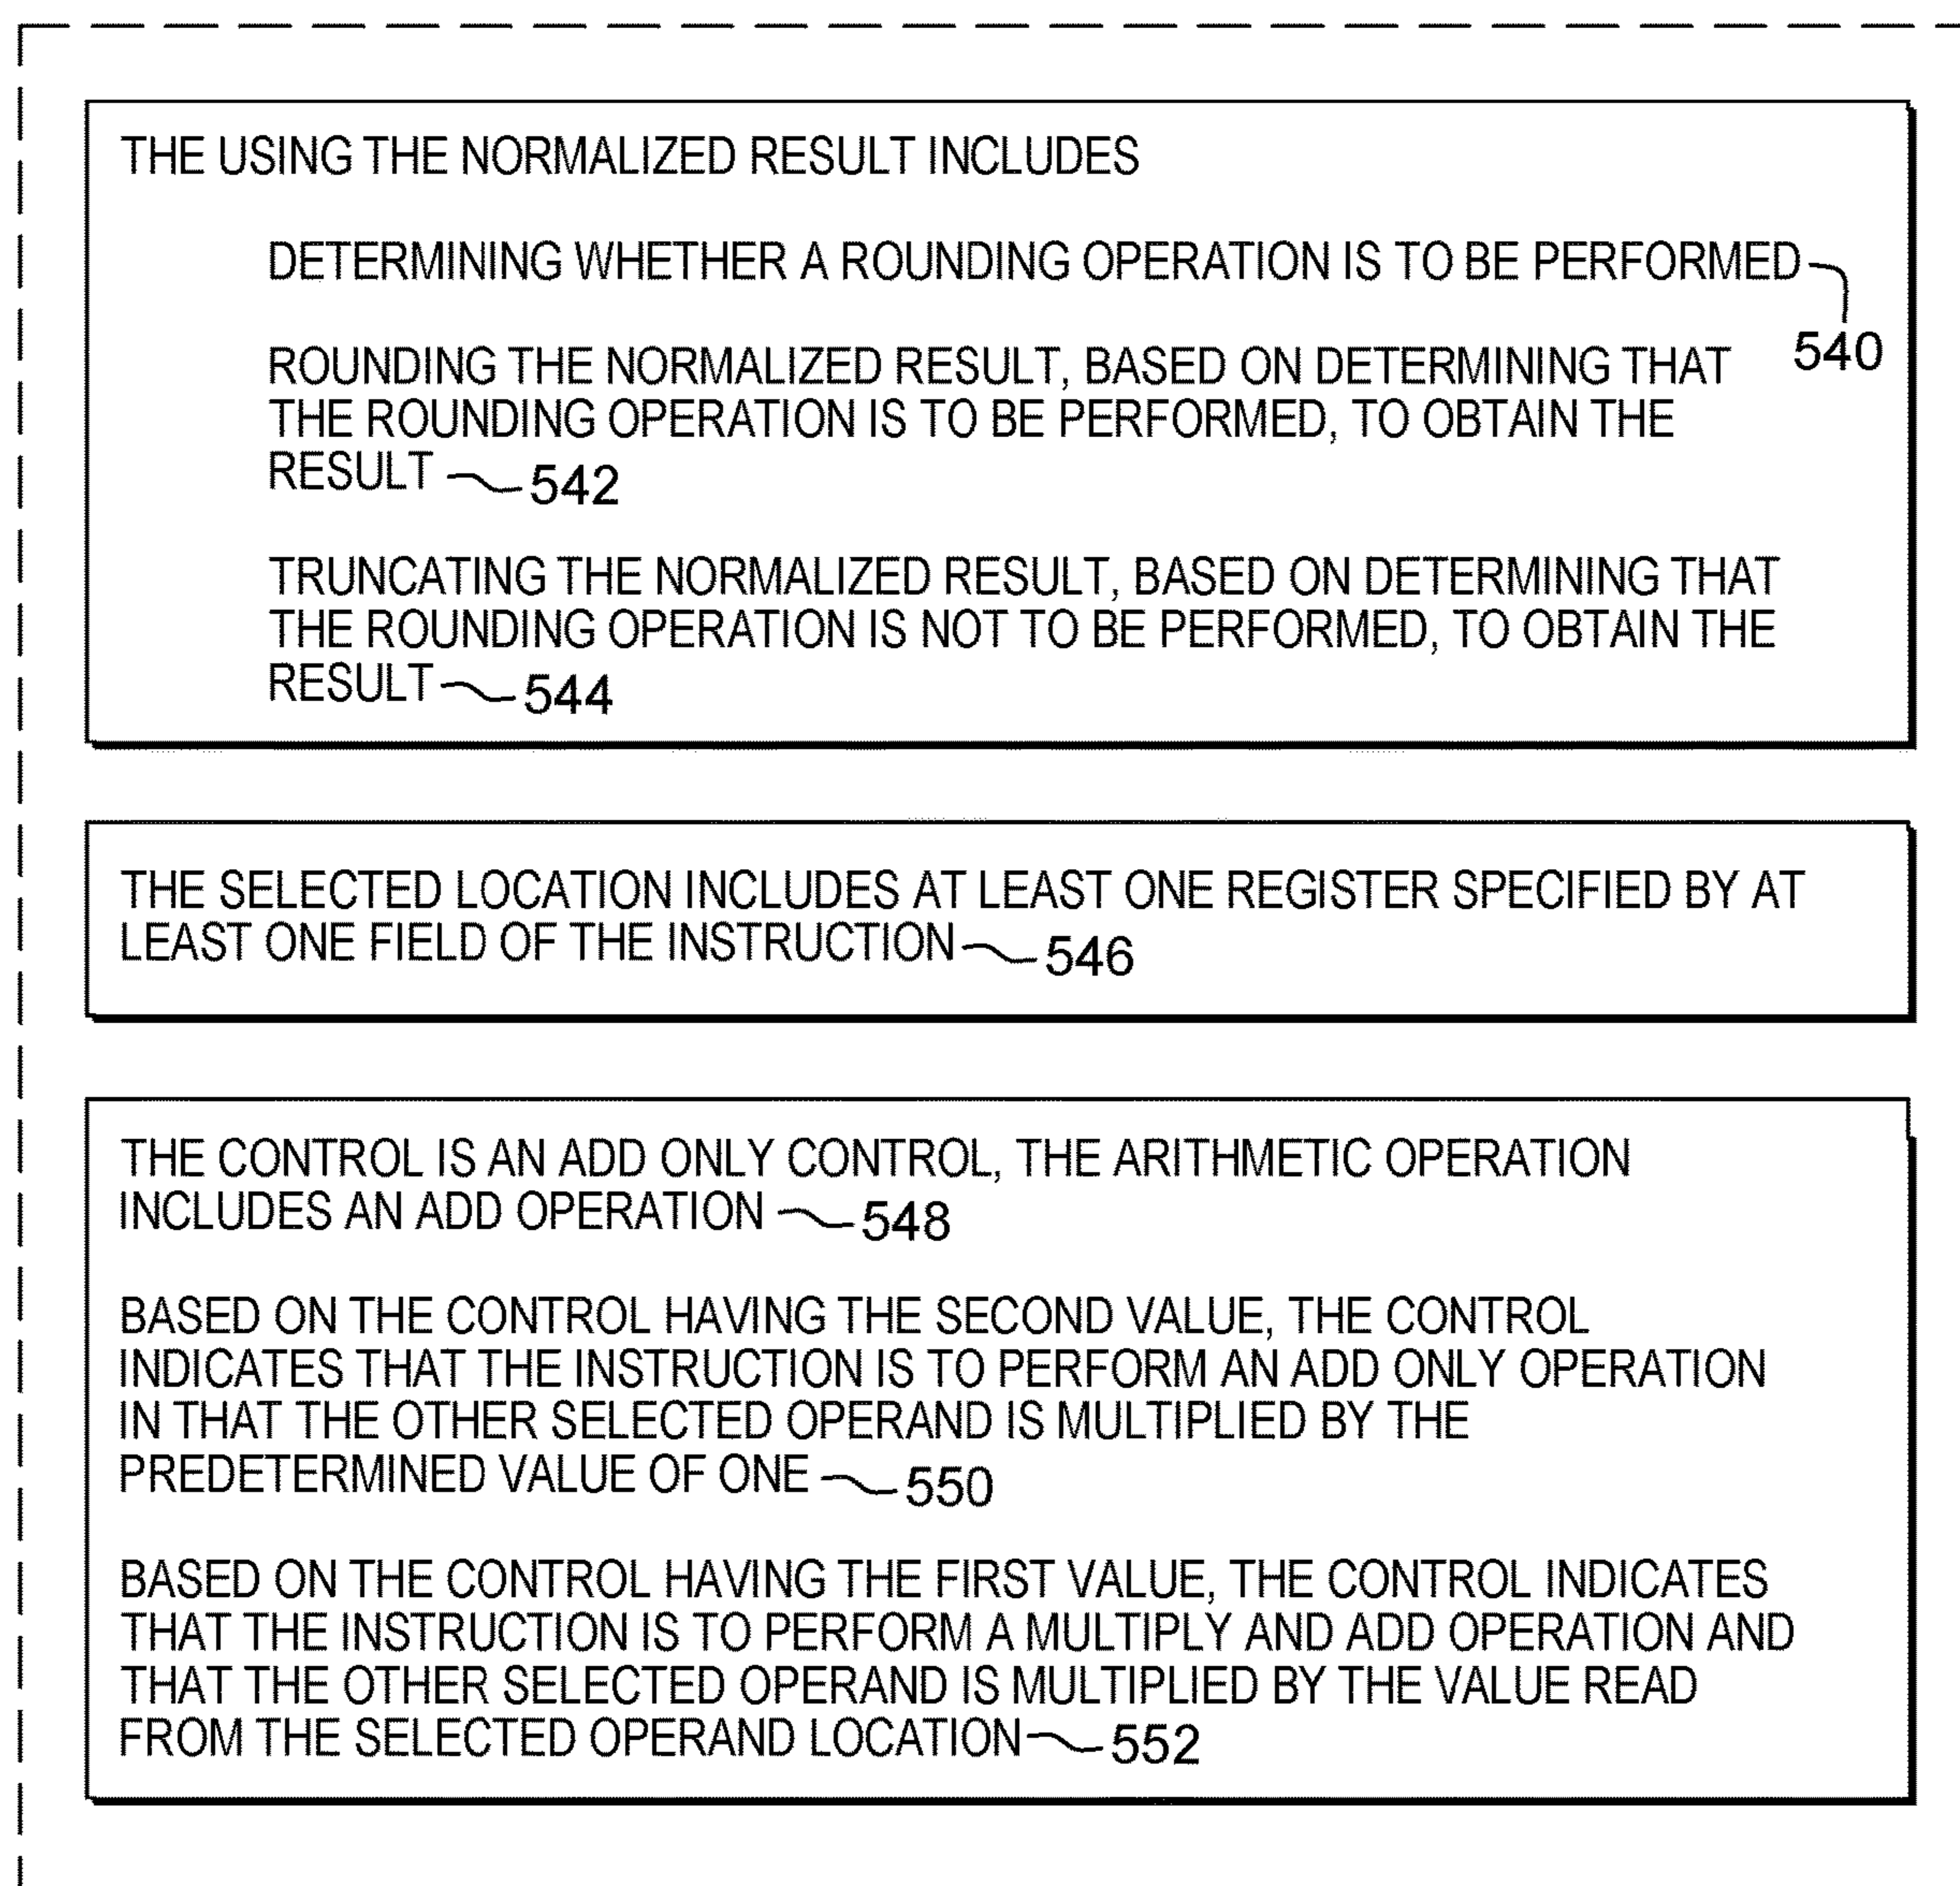 THE USING THE NORMALIZED RESULT INCLUDES
DETERMINING WHETHER A ROUNDING OPERATION IS TO BE PERFORMED
540
ROUNDING THE NORMALIZED RESULT, BASED ON DETERMINING THAT
THE ROUNDING OPERATION IS TO BE PERFORMED, TO OBTAIN THE
RESULT 542
TRUNCATING THE NORMALIZED RESULT, BASED ON DETERMINING THAT
THE ROUNDING OPERATION IS NOT TO BE PERFORMED, TO OBTAIN THE
RESULT 544
THE SELECTED LOCATION INCLUDES AT LEAST ONE REGISTER SPECIFIED BY AT
LEAST ONE FIELD OF THE INSTRUCTION 546
THE CONTROL IS AN ADD ONLY CONTROL, THE ARITHMETIC OPERATION
INCLUDES AN ADD OPERATION 548
BASED ON THE CONTROL HAVING THE SECOND VALUE, THE CONTROL
INDICATES THAT THE INSTRUCTION IS TO PERFORM AN ADD ONLY OPERATION
IN THAT THE OTHER SELECTED OPERAND IS MULTIPLIED BY THE
PREDETERMINED VALUE OF ONE 550
BASED ON THE CONTROL HAVING THE FIRST VALUE, THE CONTROL INDICATES
THAT THE INSTRUCTION IS TO PERFORM A MULTIPLY AND ADD OPERATION AND
THAT THE OTHER SELECTED OPERAND IS MULTIPLIED BY THE VALUE READ
FROM THE SELECTED OPERAND LOCATION 552